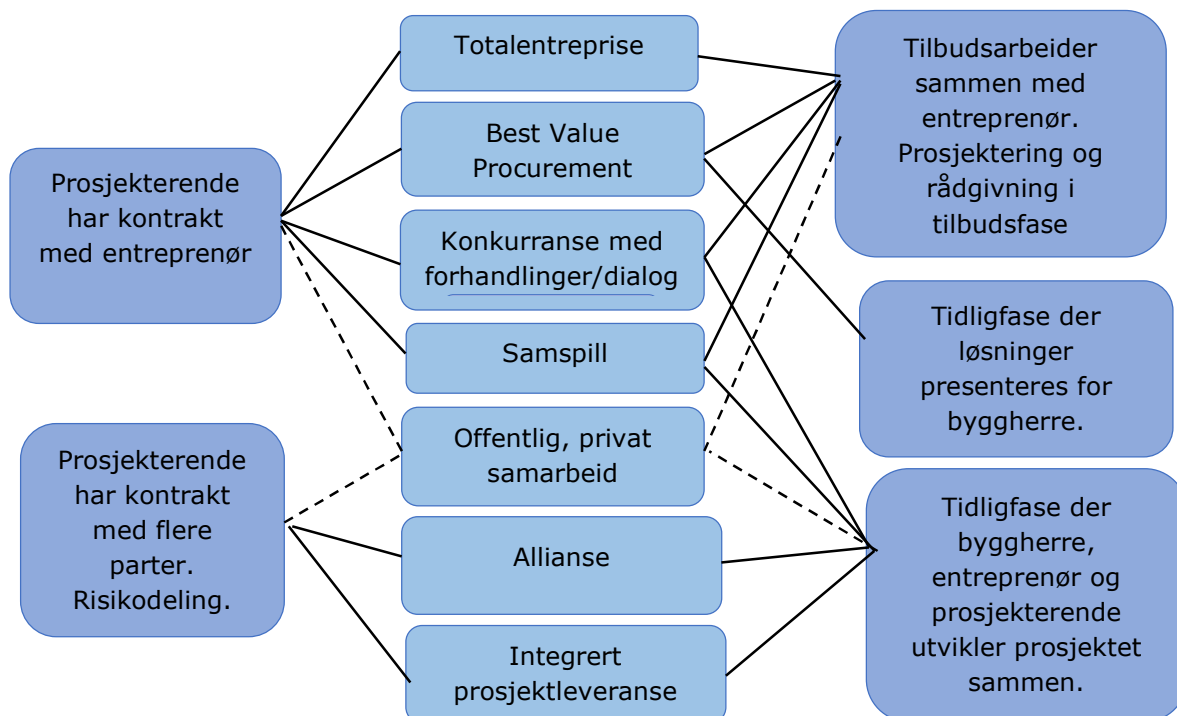 Prosjekterende
har kontrakt
med entreprenør
Prosjekterende
har kontrakt
med flere
parter.
Risikodeling.
Totalentreprise
Best Value
Procurement
Konkurranse med
forhandlinger/dialog
Samspill
Offentlig, privat
samarbeid
Allianse
Integrert
prosjektleveranse
Tilbudsarbeider
sammen med
entreprenør.
Prosjektering og
rådgivning i
tilbudsfase
Tidligfase der
løsninger
presenteres for
byggherre.
Tidligfase der
byggherre,
entreprenør og
prosjekterende
utvikler prosjektet
sammen.